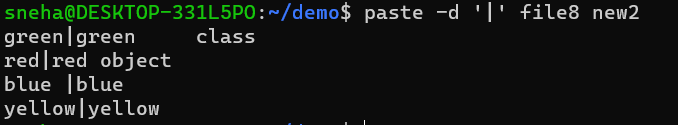 sneha@DESKTOP-331L5PO:~/demo$ paste -d '|' file8 new2
green|green     class
red|red object
blue |blue
yellow|yellow